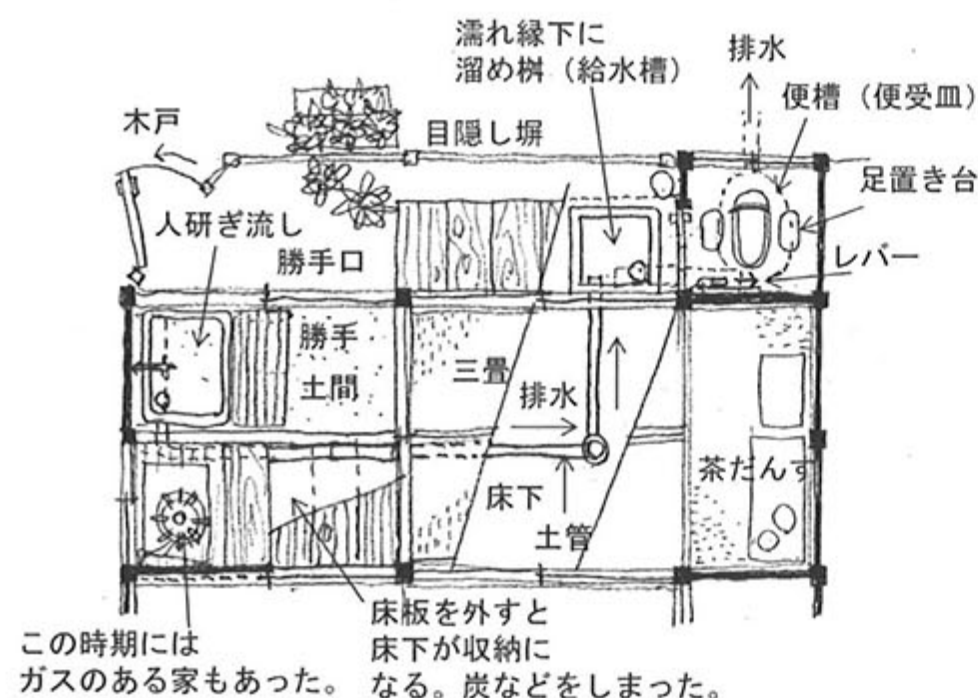 濡れ縁下に
溜め桝（給水槽）
排水
便槽（便受皿）
木戸
目隠し塀
足置き台
人研ぎ流し
勝手口
レバー
勝手
土間
三畳
排水
茶だんす
床下
土管
この時期には
ガスのある家もあった。
床板を外すと
床下が収納に
なる。炭などをしまった。